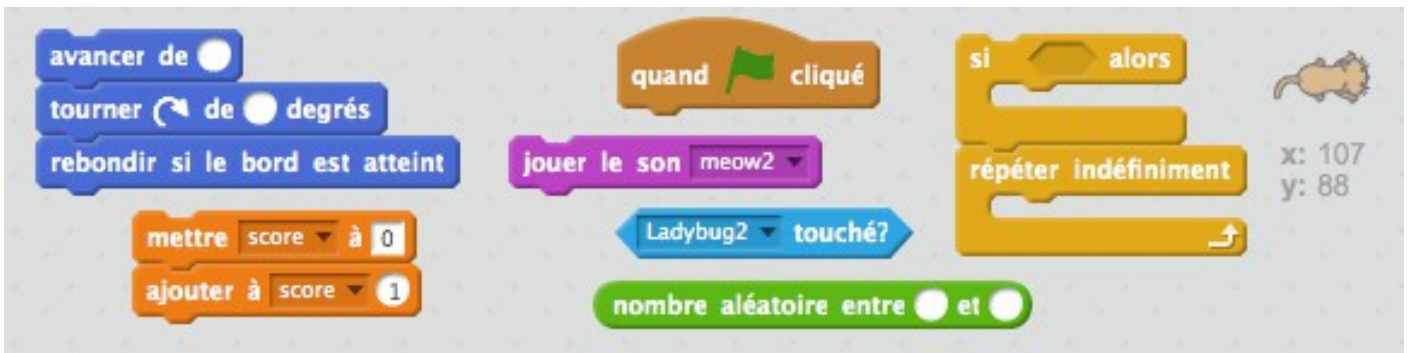 avancer de
tourner de degrés
rebondir si le bord est atteint
mettre score à 0
ajouter à score 1
quand cliqué
jouer le son meow2
Ladybug2 touché?
nombre aléatoire entre et
si alors
répéter indéfiniment
x: 107
y: 88